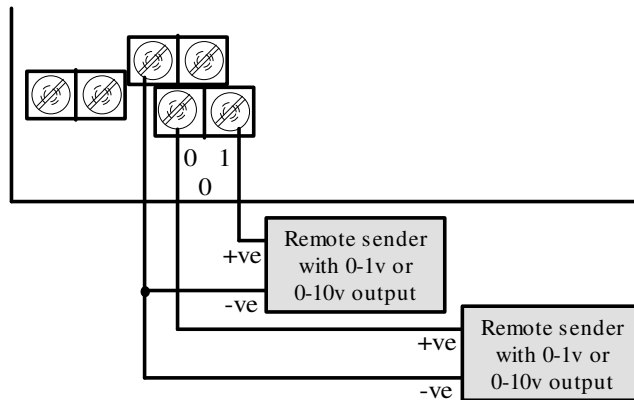 0 1
0
+ve
Remote sender
with 0-1v or
0-10v output
-ve
+ve
Remote sender
with 0-1v or
0-10v output
-ve